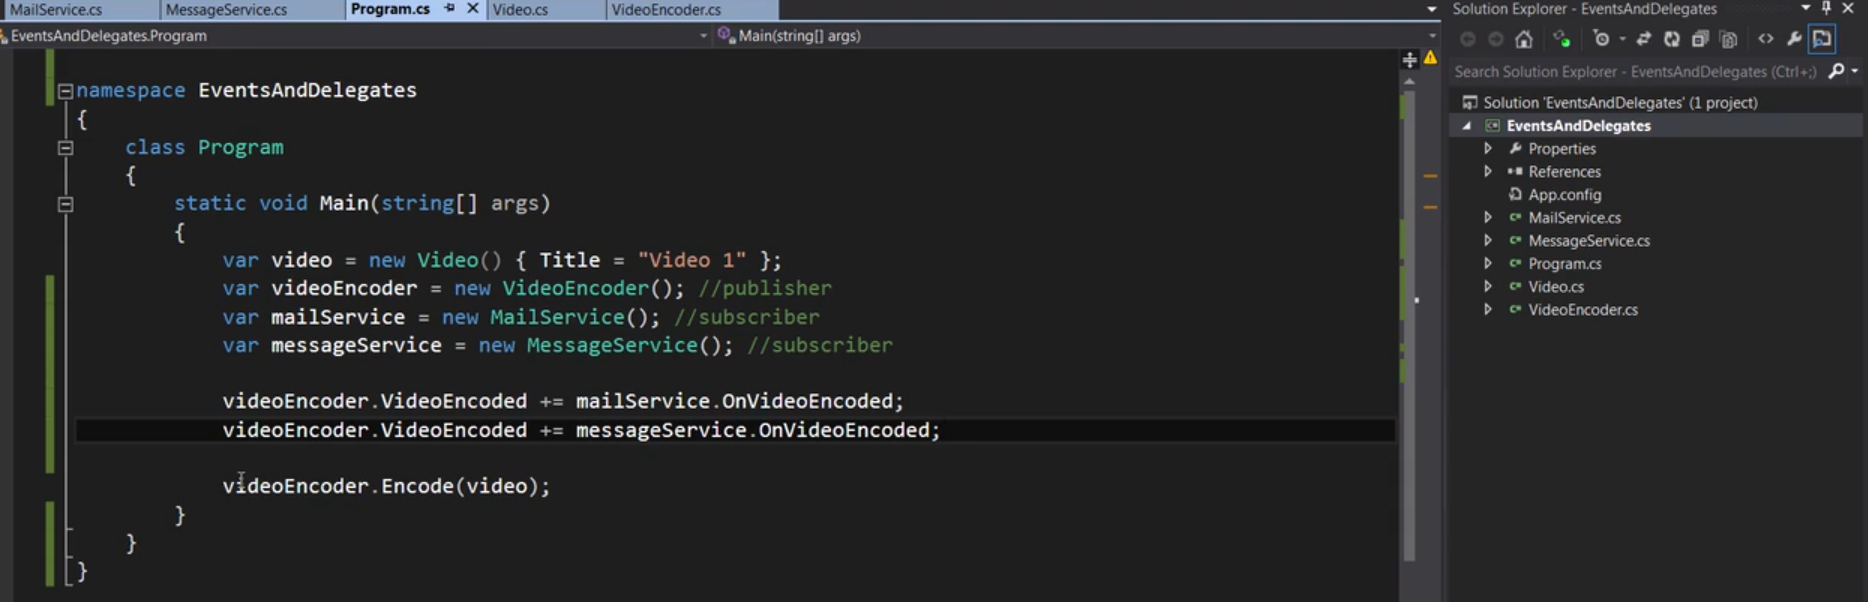 MailService.cs MessageService.cs Program.cs Video.cs VideoEncoder.cs
EventsAndDelegates.Program Main(string[] args)
namespace EventsAndDelegates
{
class Program
{
static void Main(string[] args)
{
var video = new Video() { Title = "Video 1" };
var videoEncoder = new VideoEncoder(); //publisher
var mailService = new MailService(); //subscriber
var messageService = new MessageService(); //subscriber
videoEncoder.VideoEncoded += mailService.OnVideoEncoded;
videoEncoder.VideoEncoded += messageService.OnVideoEncoded;
videoEncoder.Encode(video);
}
}
}
Solution Explorer - EventsAndDelegates
Search Solution Explorer - EventsAndDelegates (Ctrl+;)
Solution 'EventsAndDelegates' (1 project)
EventsAndDelegates
Properties
References
App.config
MailService.cs
MessageService.cs
Program.cs
Video.cs
VideoEncoder.cs